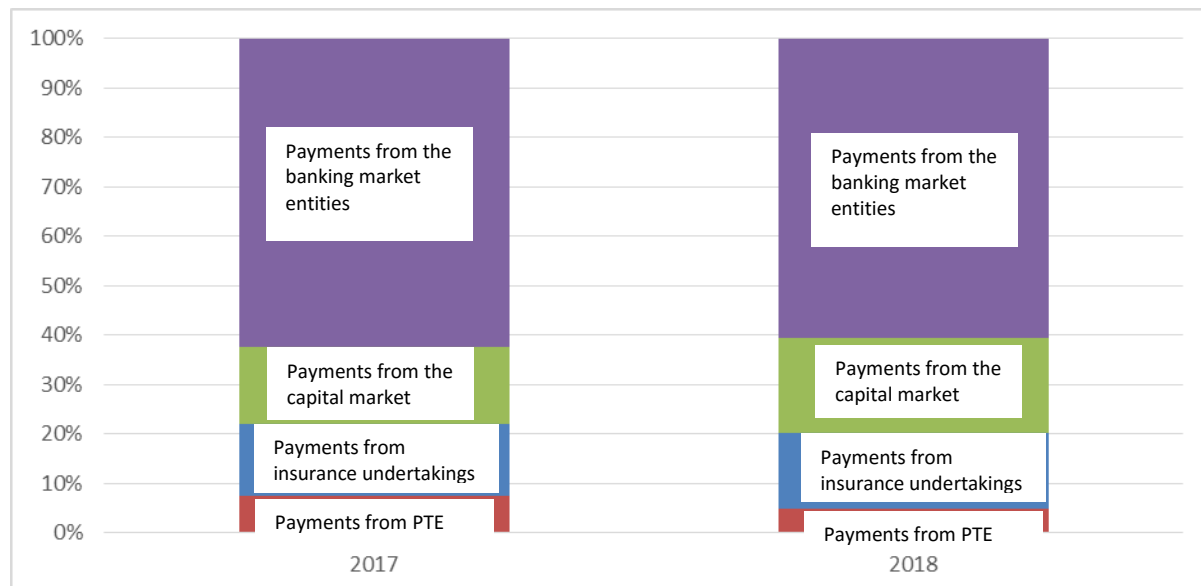 100%
90%
80%
70%
60%
50%
40%
30%
20%
10%
0%
Payments from the
banking market
entities
Payments from the
capital market
Payments from
insurance undertakings
Payments from PTE
Payments from the
banking market
entities
Payments from the
capital market
Payments from
insurance undertakings
Payments from PTE
2017
2018